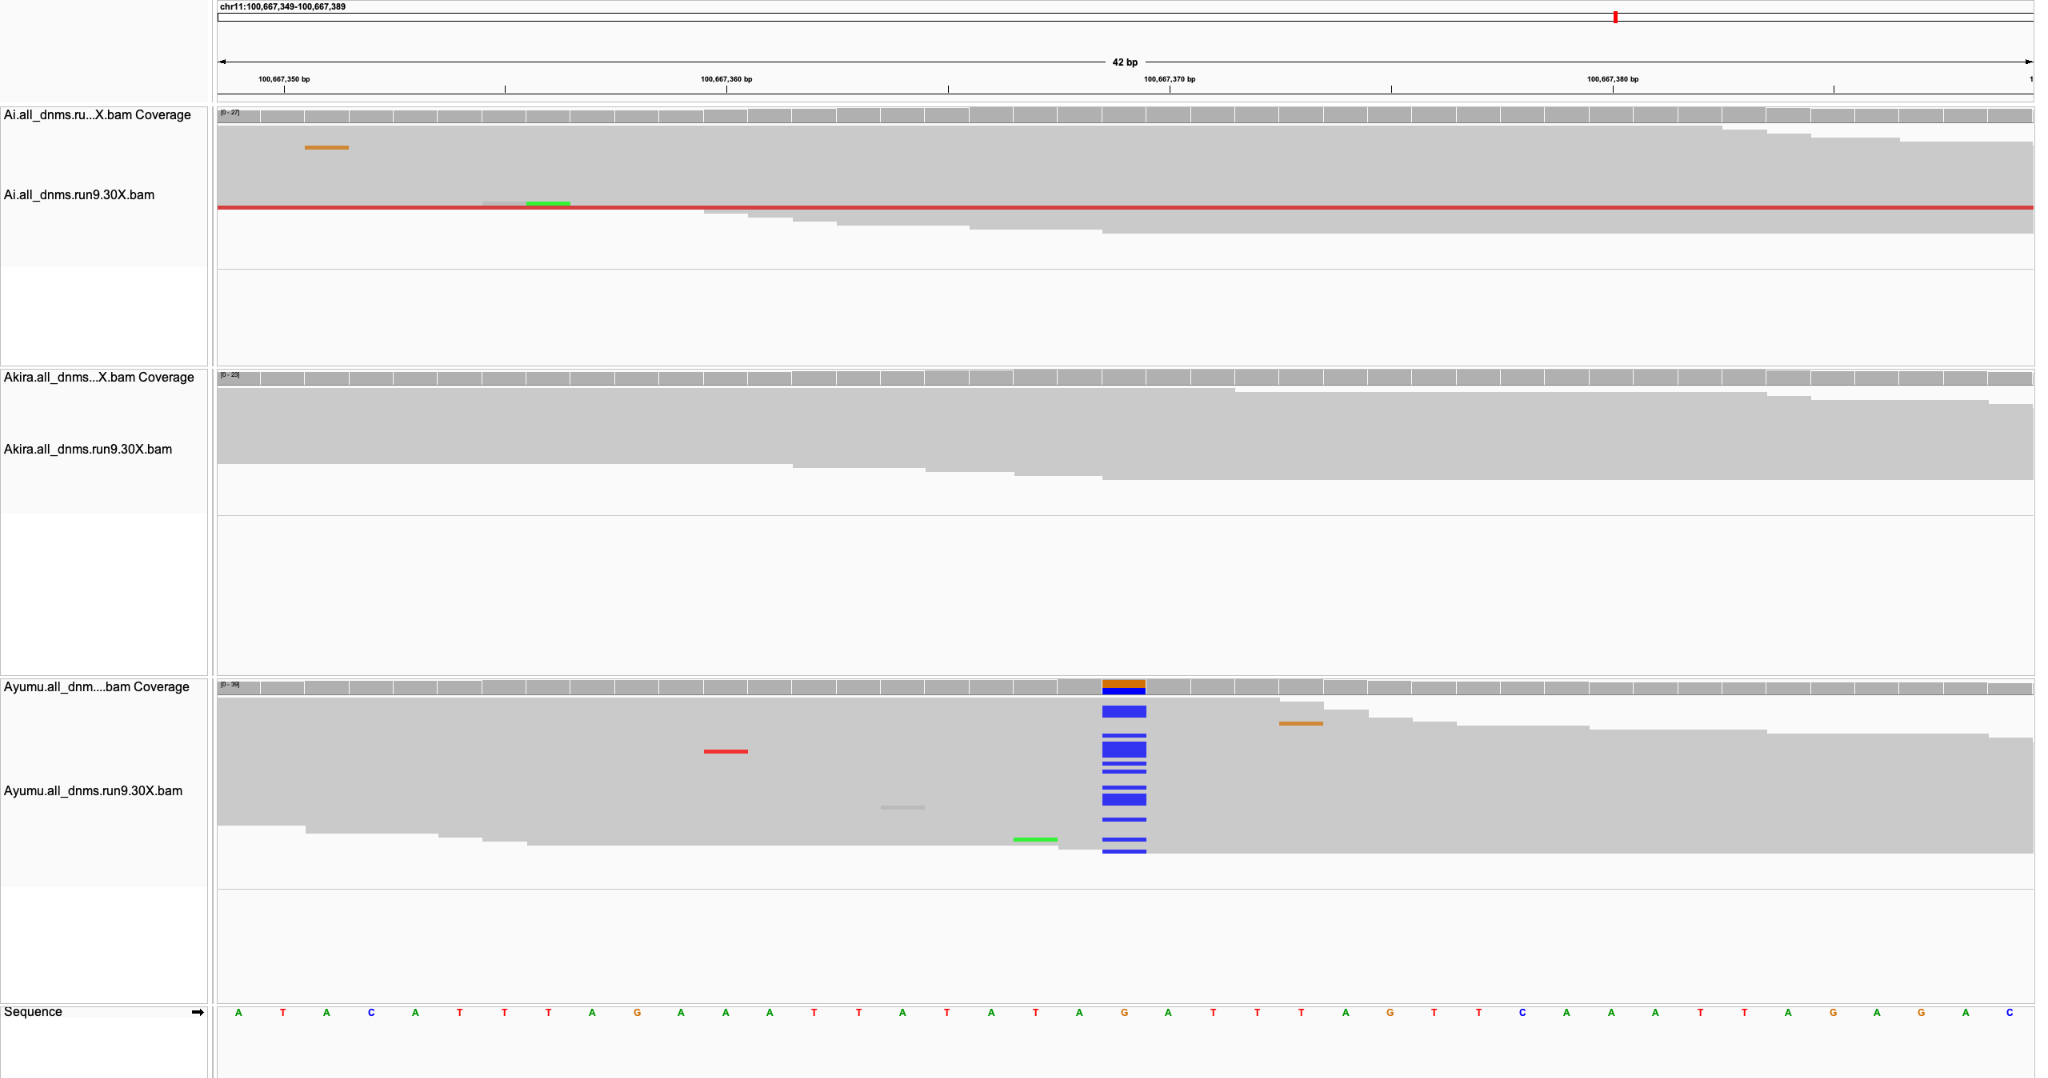 chr11:100,667,349-100,667,389
42 bp
100,667,350 bp 100,667,360 bp 100,667,370 bp 100,667,380 bp 1
Ai.all_dnms.ru...X.bam Coverage
[0 - 27]
Ai.all_dnms.run9.30X.bam
Akira.all_dnms...X.bam Coverage
[0 - 23]
Akira.all_dnms.run9.30X.bam
Ayumu.all_dnm....bam Coverage
[0 - 39]
Ayumu.all_dnms.run9.30X.bam
Sequence A T A C A T T T A G A A A T T A T A T A G A T T T A G T T C A A A T T A G A G A C